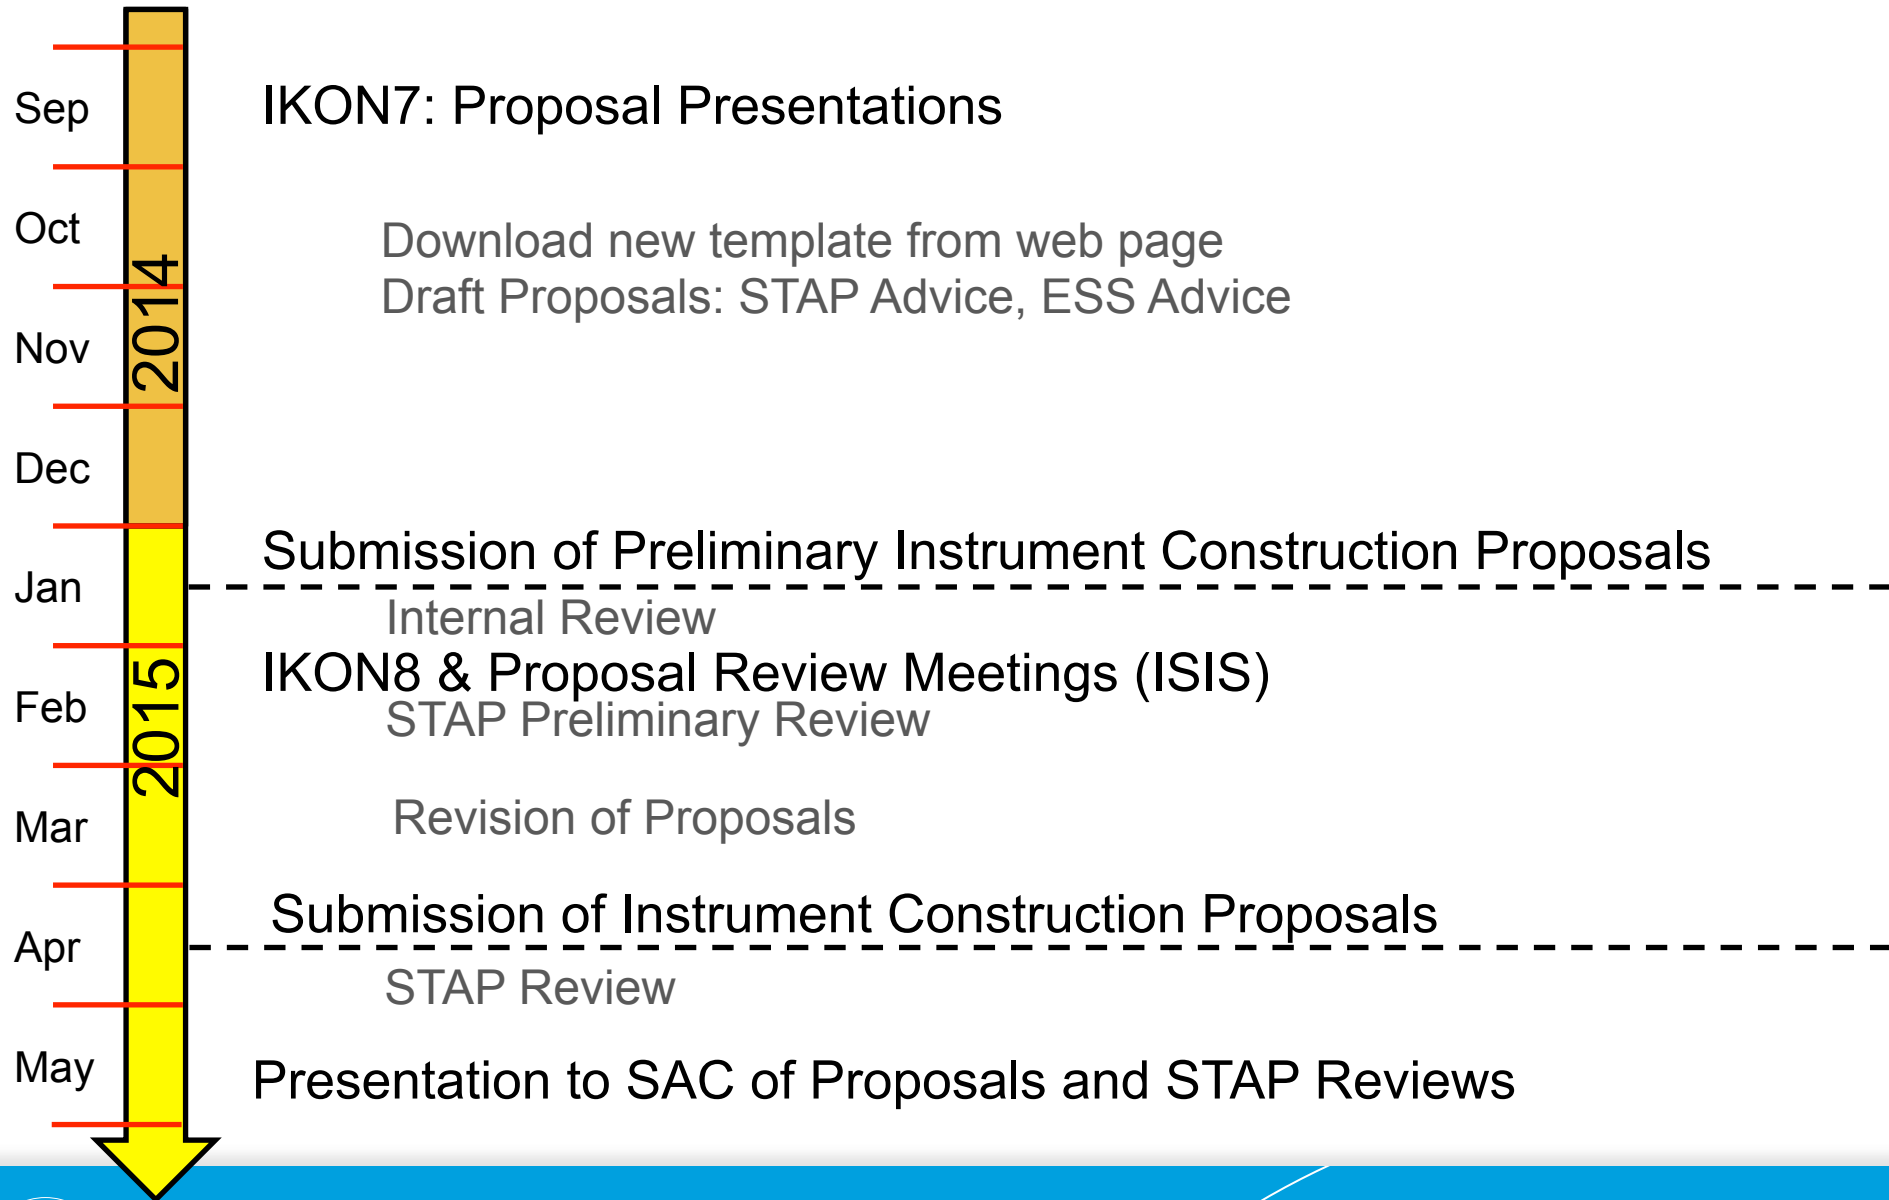 Sep
IKON7: Proposal Presentations
Oct
Download new template from web page
Draft Proposals: STAP Advice, ESS Advice
2014
Nov
Dec
Submission of Preliminary Instrument Construction Proposals
Jan
Internal Review
IKON8 & Proposal Review Meetings (ISIS)
2015
Feb
STAP Preliminary Review
Mar
Revision of Proposals
Submission of Instrument Construction Proposals
Apr
STAP Review
May
Presentation to SAC of Proposals and STAP Reviews